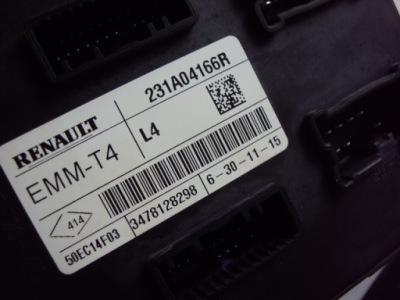 RENAULT
231A04166R
EMM-T4
L4
414
50EC14F03
3478128298
6-30-11-15